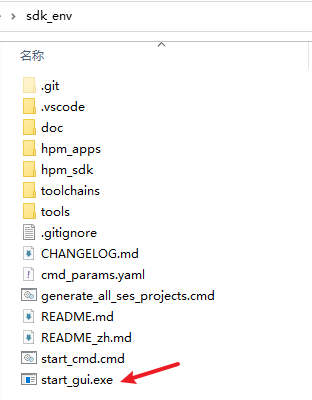 sdk_env
名称
.git
.vscode
doc
hpm_apps
hpm_sdk
toolchains
tools
.gitignore
CHANGELOG.md
cmd_params.yaml
generate_all_ses_projects.cmd
README.md
README_zh.md
start_cmd.cmd
start_gui.exe